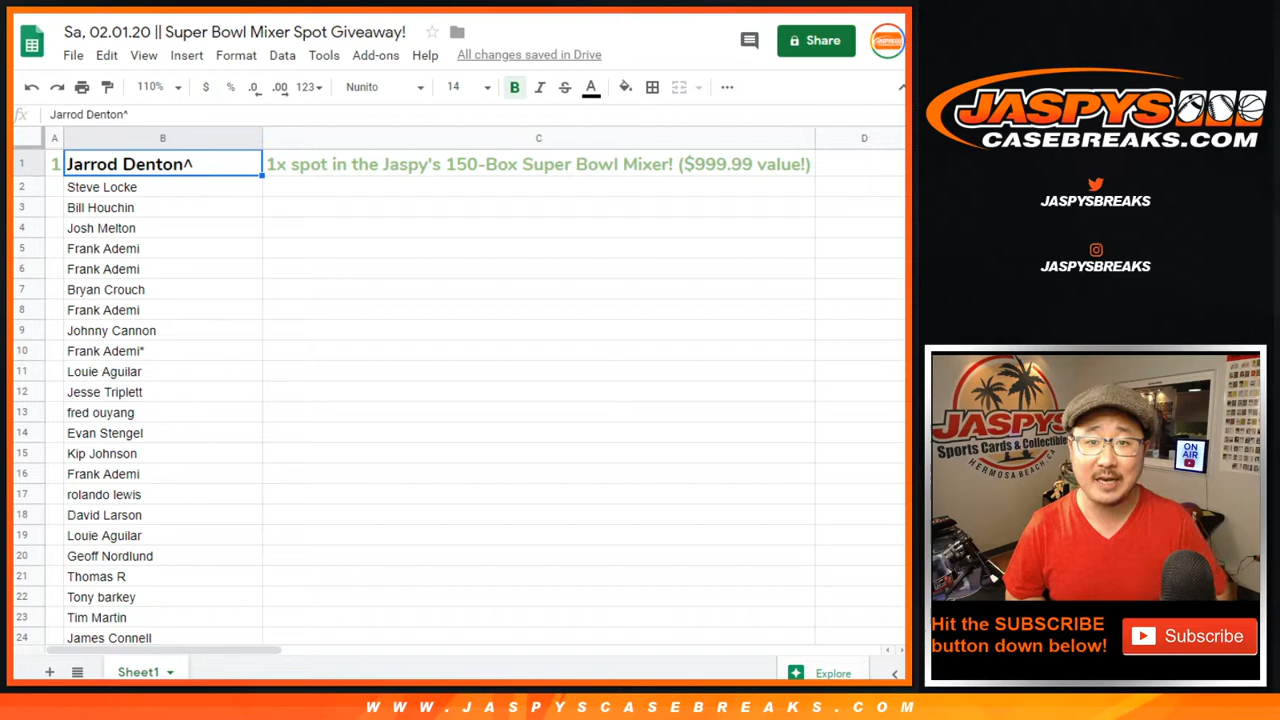 Sa, 02.01.20 || Super Bowl Mixer Spot Giveaway!
File Edit View Insert Format Data Tools Add-ons Help All changes saved in Drive
Share
110% $ % .0 .00 123 Nunito 14 B I S A
fx Jarrod Denton^
A B C D
1 1 Jarrod Denton^ 1x spot in the Jaspy's 150-Box Super Bowl Mixer! ($999.99 value!)
2 Steve Locke
3 Bill Houchin
4 Josh Melton
5 Frank Ademi
6 Frank Ademi
7 Bryan Crouch
8 Frank Ademi
9 Johnny Cannon
10 Frank Ademi*
11 Louie Aguilar
12 Jesse Triplett
13 fred ouyang
14 Evan Stengel
15 Kip Johnson
16 Frank Ademi
17 rolando lewis
18 David Larson
19 Louie Aguilar
20 Geoff Nordlund
21 Thomas R
22 Tony barkey
23 Tim Martin
24 James Connell
Sheet1
Explore
JASPYS
CASEBREAKS.COM
JASPYSBREAKS
JASPYSBREAKS
JASPYS
Sports Cards & Collectible
HERMOSA BEACH, CA
ON
AIR
Hit the SUBSCRIBE
button down below!
Subscribe
WWW.JASPYSCASEBREAKS.COM